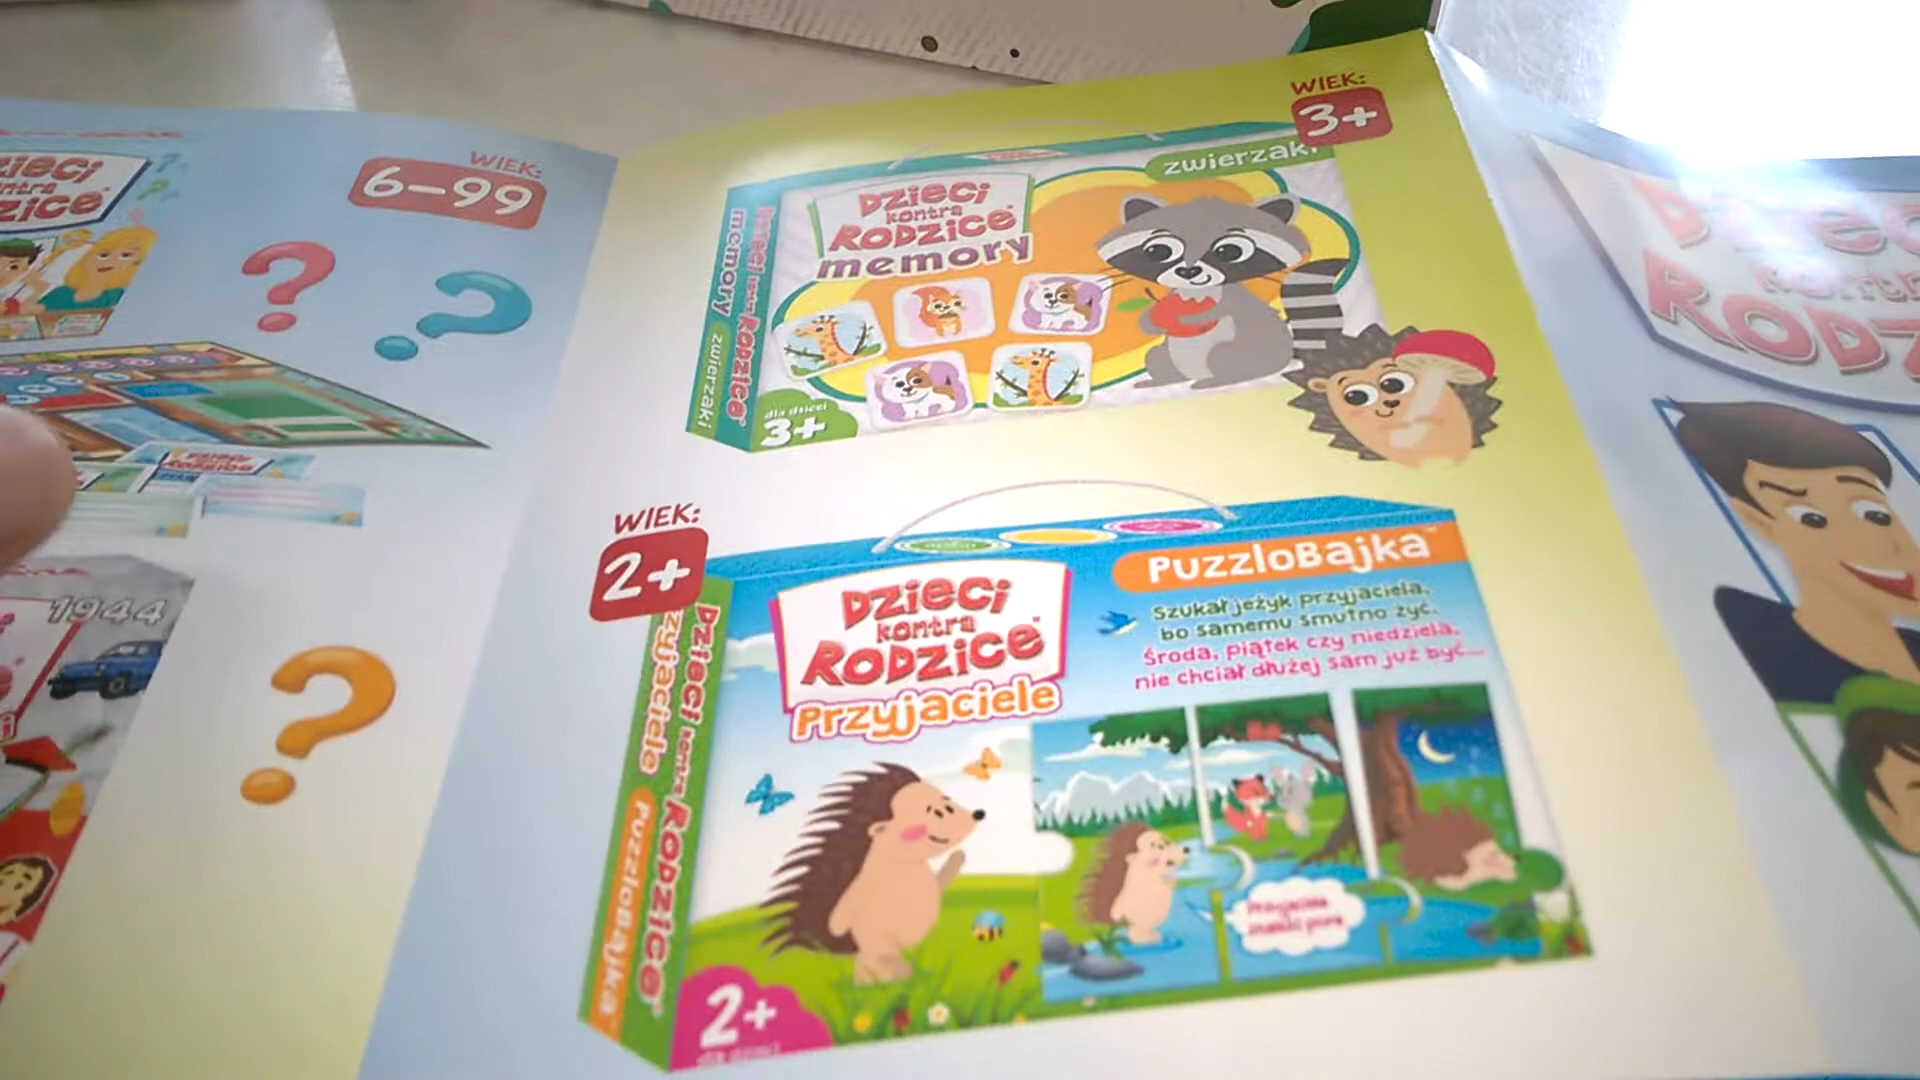 WIEK:
6–99
1944
WIEK:
3+
zwierzaki
Dzieci
kontra
Rodzice
memory
Dzieci kontra Rodzice
memory zwierzaki
dla dzieci
3+
WIEK:
2+
PuzzloBajka
Dzieci
kontra
Rodzice
Przyjaciele
Szukał jeżyk przyjaciela,
bo samemu smutno żyć.
Środa, piątek czy niedziela,
nie chciał dłużej sam już być...
Dzieci kontra Rodzice
PuzzloBajka
2+
dla dzieci